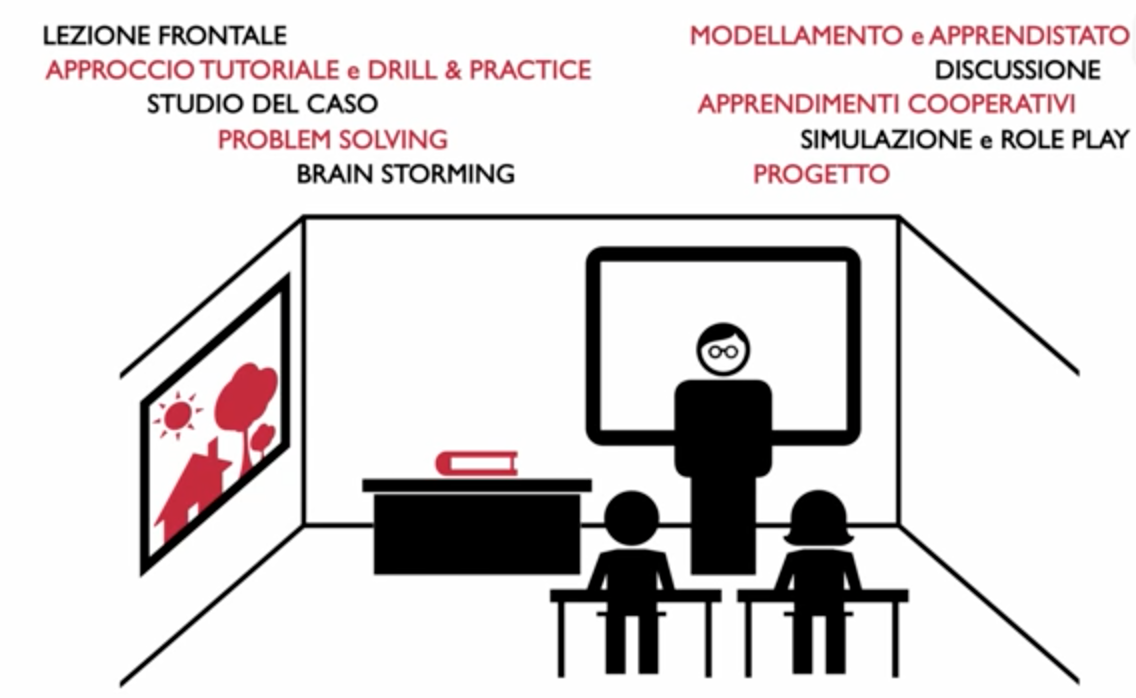 LEZIONE FRONTALE
APPROCCIO TUTORIALE e DRILL & PRACTICE
STUDIO DEL CASO
PROBLEM SOLVING
BRAIN STORMING
MODELLAMENTO e APPRENDISTATO
DISCUSSIONE
APPRENDIMENTI COOPERATIVI
SIMULAZIONE e ROLE PLAY
PROGETTO